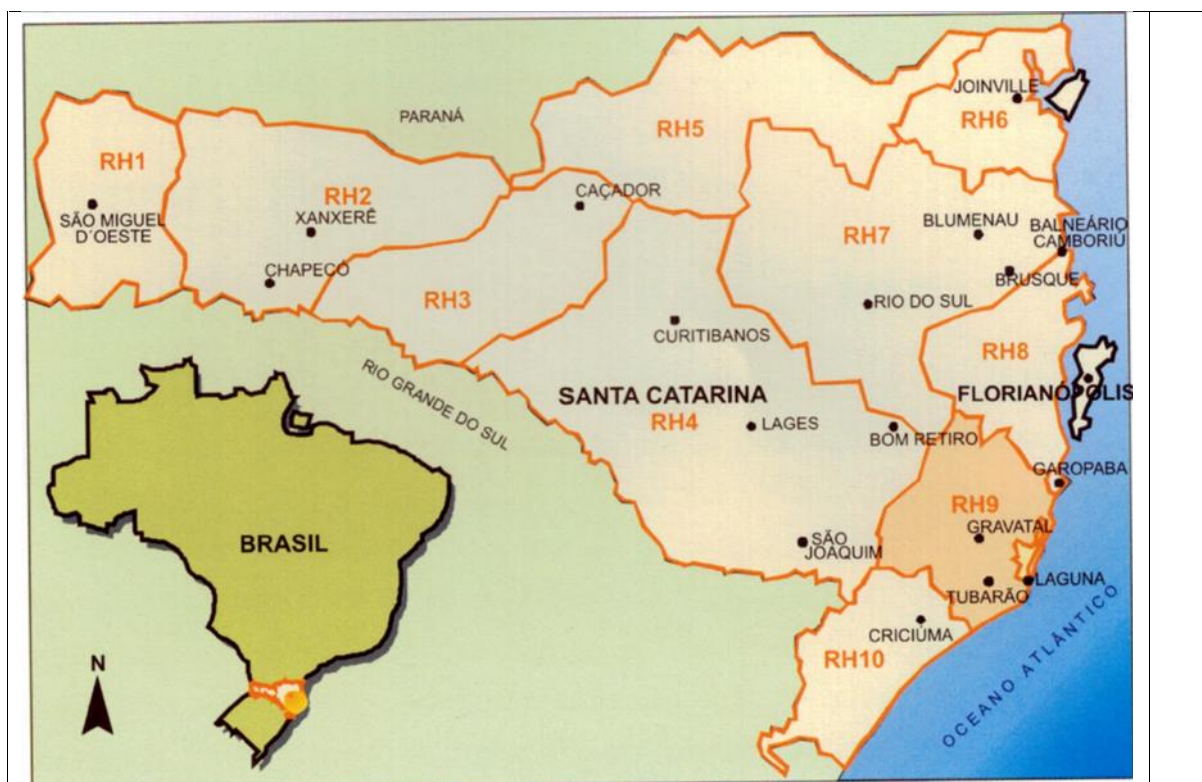 PARANÁ
JOINVILLE
RH6
RH5
RH1
SÃO MIGUEL
D´OESTE
RH2
XANXERÊ
CHAPECÓ
CAÇADOR
RH3
RH7
BLUMENAU
BALNEÁRIO
CAMBORIÚ
BRUSQUE
RIO DO SUL
CURITIBANOS
RH8
RIO GRANDE DO SUL
SANTA CATARINA
FLORIANÓPOLIS
RH4
LAGES
BOM RETIRO
GAROPABA
RH9
GRAVATAL
BRASIL
SÃO
JOAQUIM
LAGUNA
TUBARÃO
CRICIÚMA
RH10
OCEANO ATLÂNTICO
N